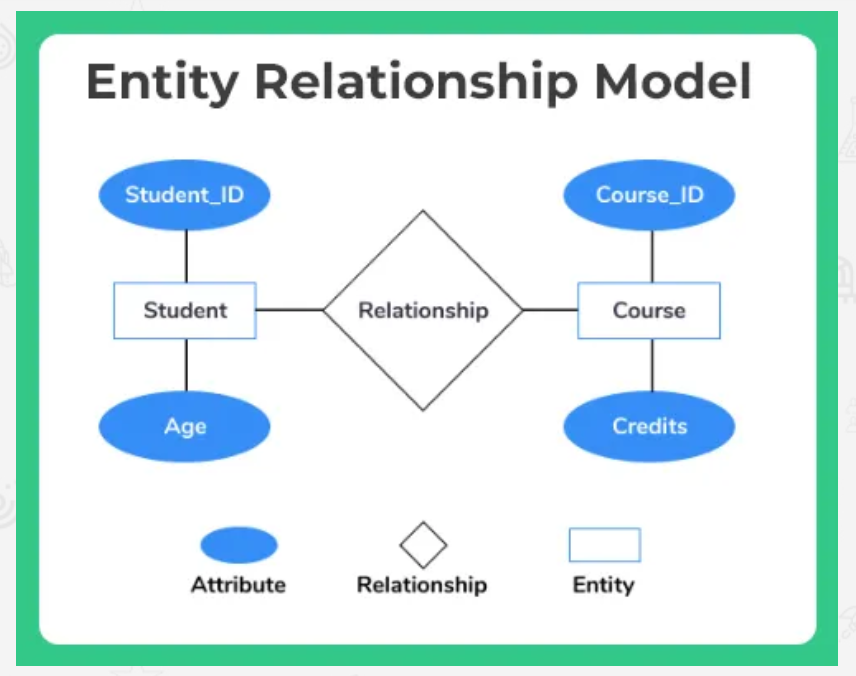 Entity Relationship Model
Student_ID
Course_ID
Student
Relationship
Course
Age
Credits
Attribute
Relationship
Entity